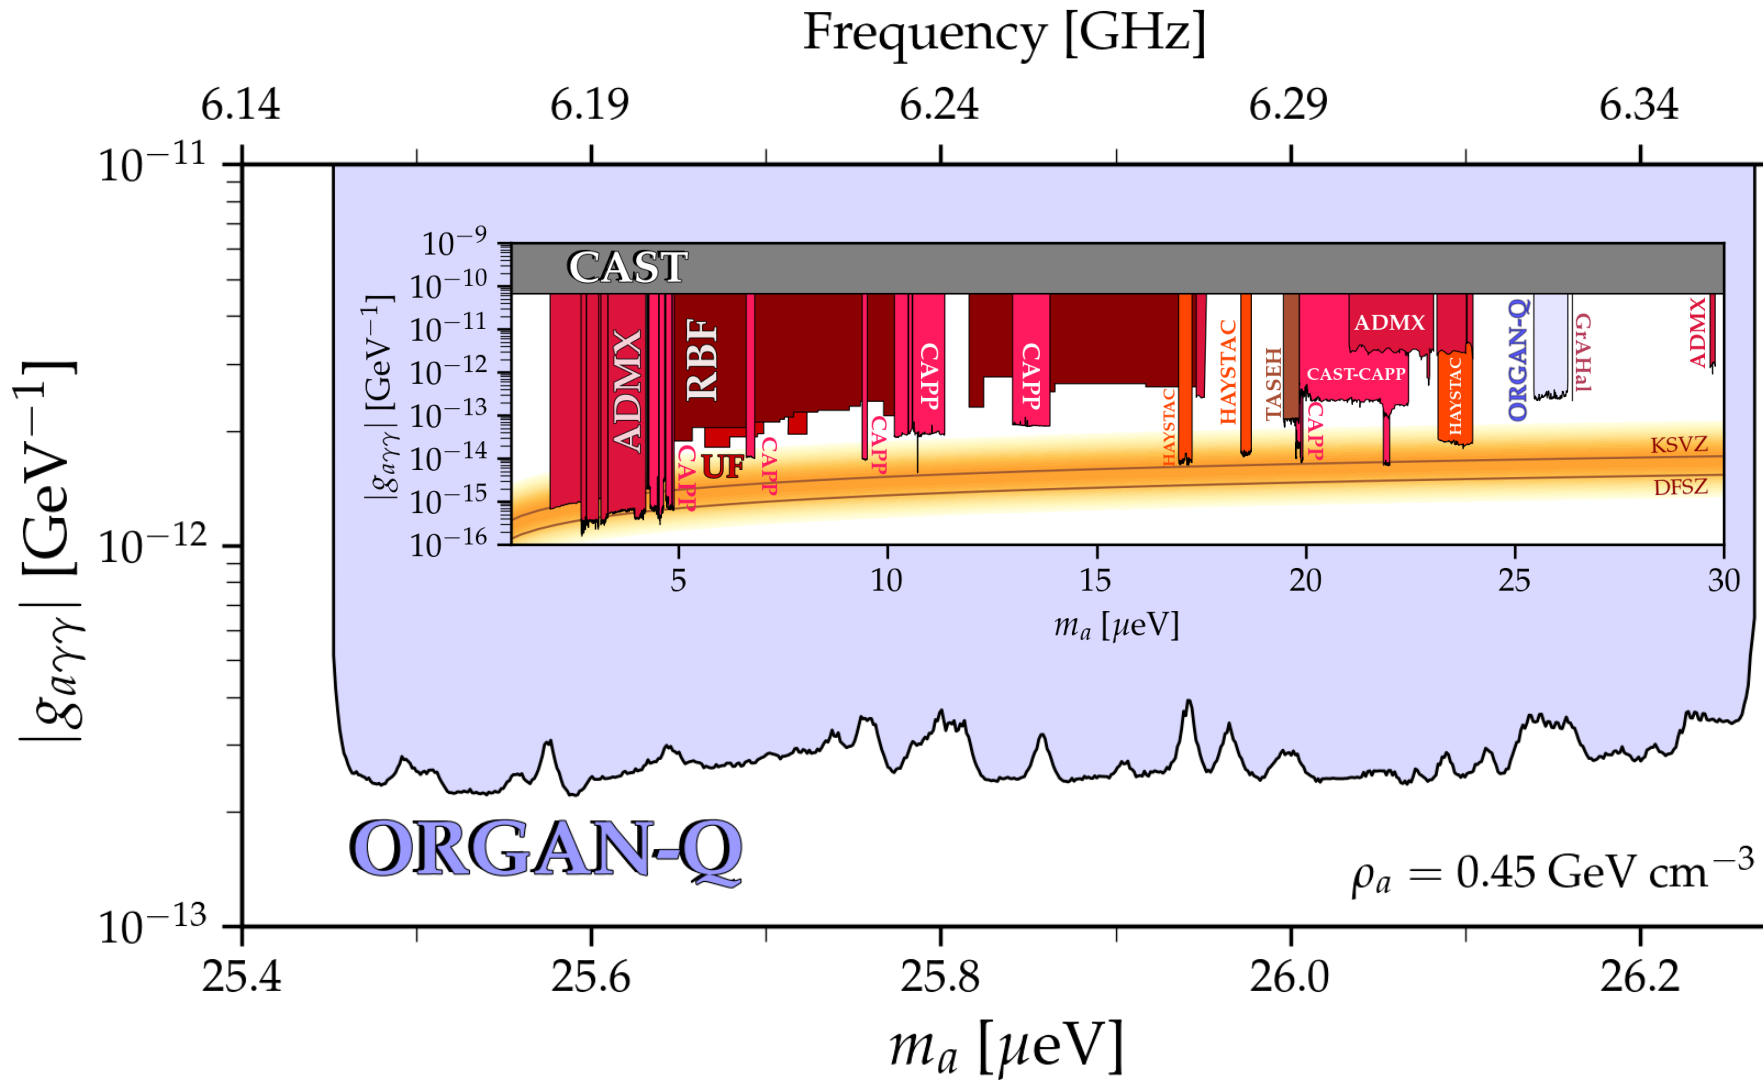 Frequency [GHz]
6.14 6.19 6.24 6.29 6.34
10⁻¹¹
10⁻¹²
10⁻¹³
|g_{aγγ}| [GeV⁻¹]
10⁻⁹
10⁻¹⁰
10⁻¹¹
10⁻¹²
10⁻¹³
10⁻¹⁴
10⁻¹⁵
10⁻¹⁶
|g_{aγγ}| [GeV⁻¹]
CAST
ADMX
RBF
CAPP
UF
CAPP
CAPP
CAPP
CAPP
HAYSTAC
HAYSTAC
TASEH
CAPP
ADMX
CAST-CAPP
HAYSTAC
ORGAN-Q
GrAHal
ADMX
KSVZ
DFSZ
5 10 15 20 25 30
m_a [μeV]
ORGAN-Q
ρ_a = 0.45 GeV cm⁻³
25.4 25.6 25.8 26.0 26.2
m_a [μeV]